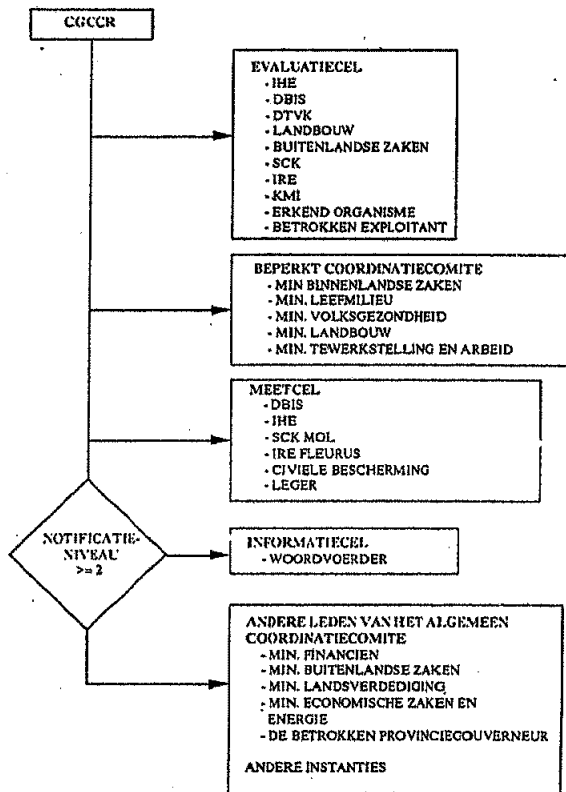 CGCCR
EVALUATIECEL
- IHE
- DBIS
- DTVK
- LANDBOUW
- BUITENLANDSE ZAKEN
- SCK
- IRE
- KMI
- ERKEND ORGANISME
- BETROKKEN EXPLOITANT
BEPERKT COORDINATIECOMITE
- MIN BINNENLANDSE ZAKEN
- MIN. LEEFMILIEU
- MIN. VOLKSGEZONDHEID
- MIN. LANDBOUW
- MIN. TEWERKSTELLING EN ARBEID
MEETCEL
- DBIS
- IHE
- SCK MOL
- IRE FLEURUS
- CIVIELE BESCHERMING
- LEGER
NOTIFICATIE-
NIVEAU
>= 2
INFORMATIECEL
- WOORDVOERDER
ANDERE LEDEN VAN HET ALGEMEEN
COORDINATIECOMITE
- MIN. FINANCIEN
- MIN. BUITENLANDSE ZAKEN
- MIN. LANDSVERDEDIGING
- MIN. ECONOMISCHE ZAKEN EN
ENERGIE
- DE BETROKKEN PROVINCIEGOUVERNEUR
ANDERE INSTANTIES